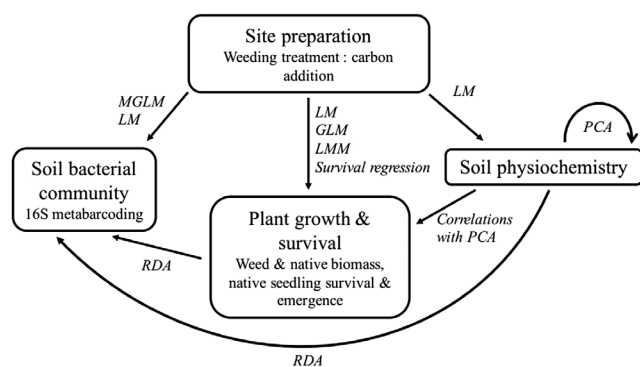 Site preparation
Weeding treatment : carbon
addition
MGLM
LM
LM
GLM
LMM
Survival regression
LM
PCA
Soil bacterial
community
16S metabarcoding
Soil physiochemistry
Plant growth &
survival
Weed & native biomass,
native seedling survival &
emergence
Correlations
with PCA
RDA
RDA